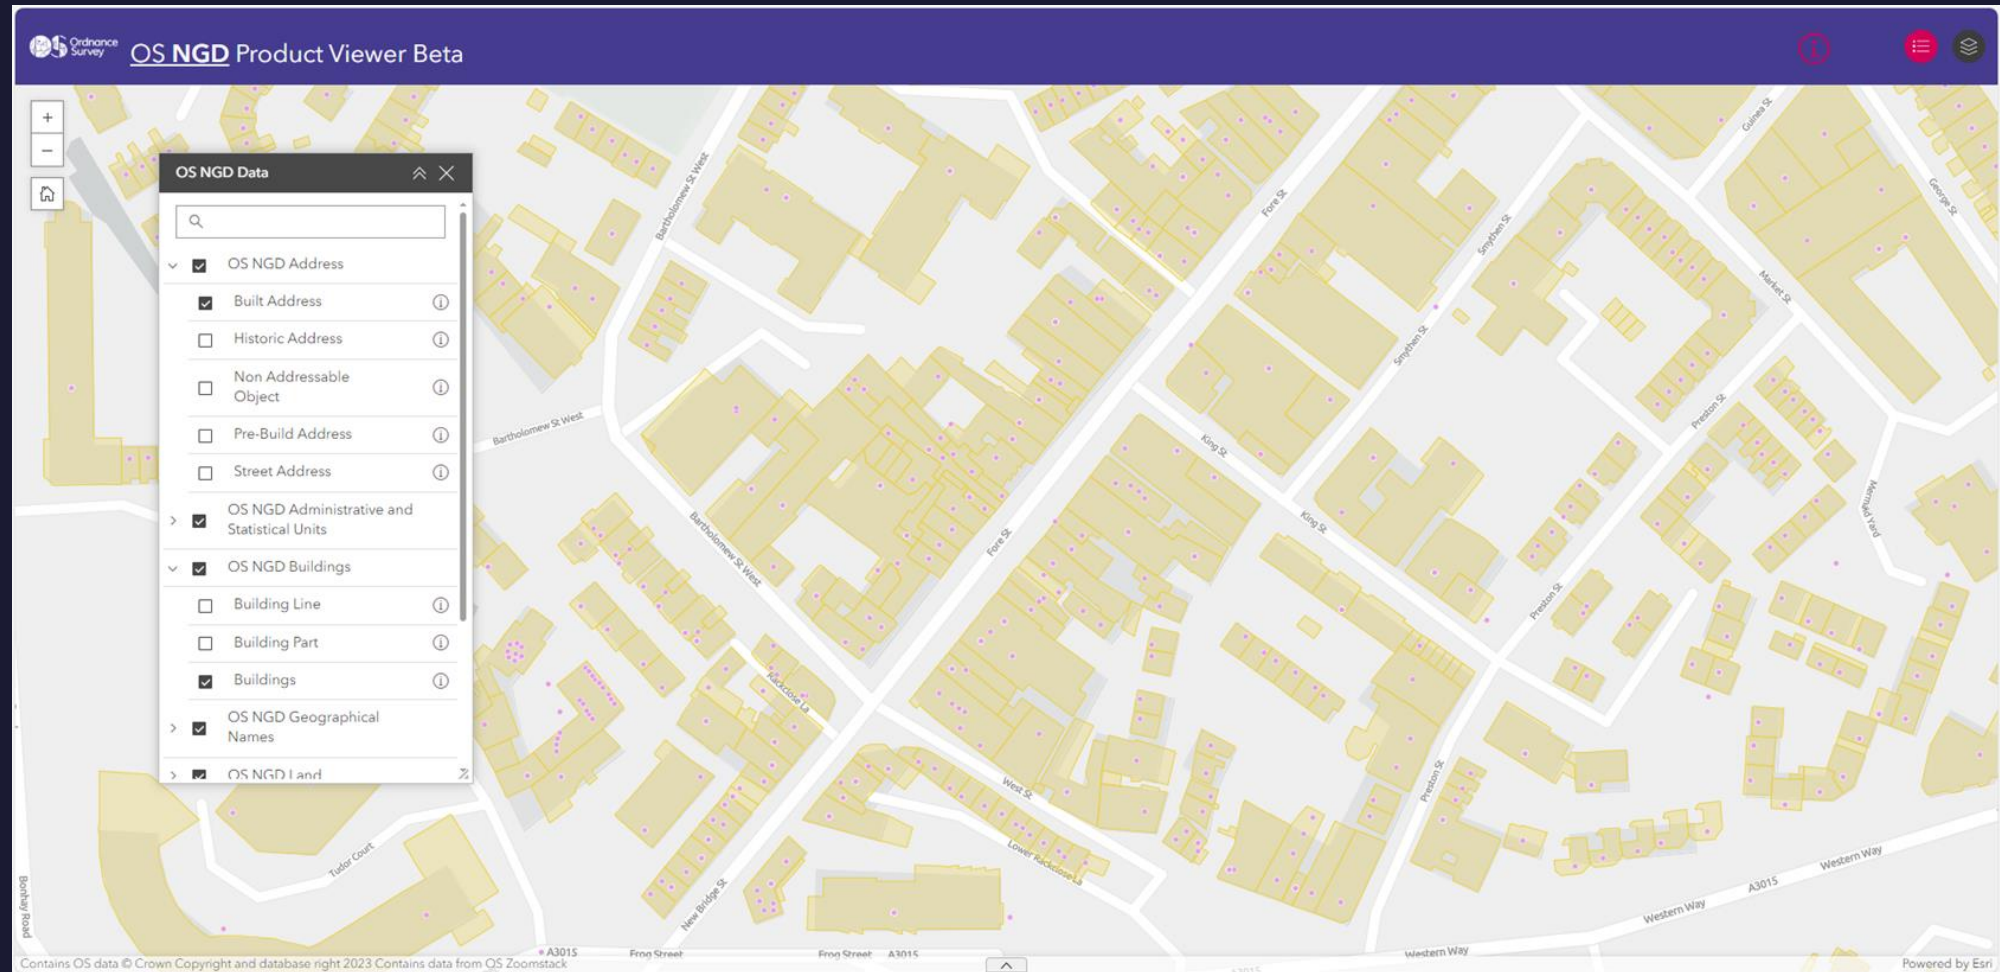 Ordnance
Survey
OS NGD Product Viewer Beta
+
−
OS NGD Data
OS NGD Address
Built Address
Historic Address
Non Addressable
Object
Pre-Build Address
Street Address
OS NGD Administrative and
Statistical Units
OS NGD Buildings
Building Line
Building Part
Buildings
OS NGD Geographical
Names
OS NGD Land
Bartholomew St West
Fore St
Guinea St
George St
Smythen St
Market St
Smythen St
Preston St
Bartholomew St West
King St
Mermaid Yard
Bartholomew St West
Fore St
King St
Preston St
Rackclose La
West St
Preston St
Tudor Court
Lower Rackclose La
Western Way
A3015
Western Way
Bonhay Road
New Bridge St
A3015
Frog Street
Frog Street
A3015
Western Way
A3015
Contains OS data © Crown Copyright and database right 2023 Contains data from OS Zoomstack
Powered by Esri